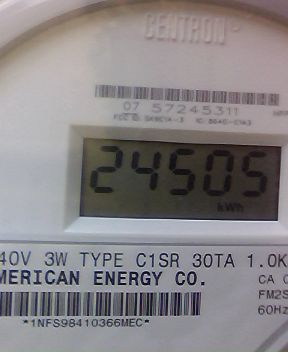 CENTRON
07 57245311
24505
kWh
40V 3W TYPE C1SR 30TA 1.0K
MERICAN ENERGY CO.
CA
FM2S
60Hz
*1NFS98410366MEC*